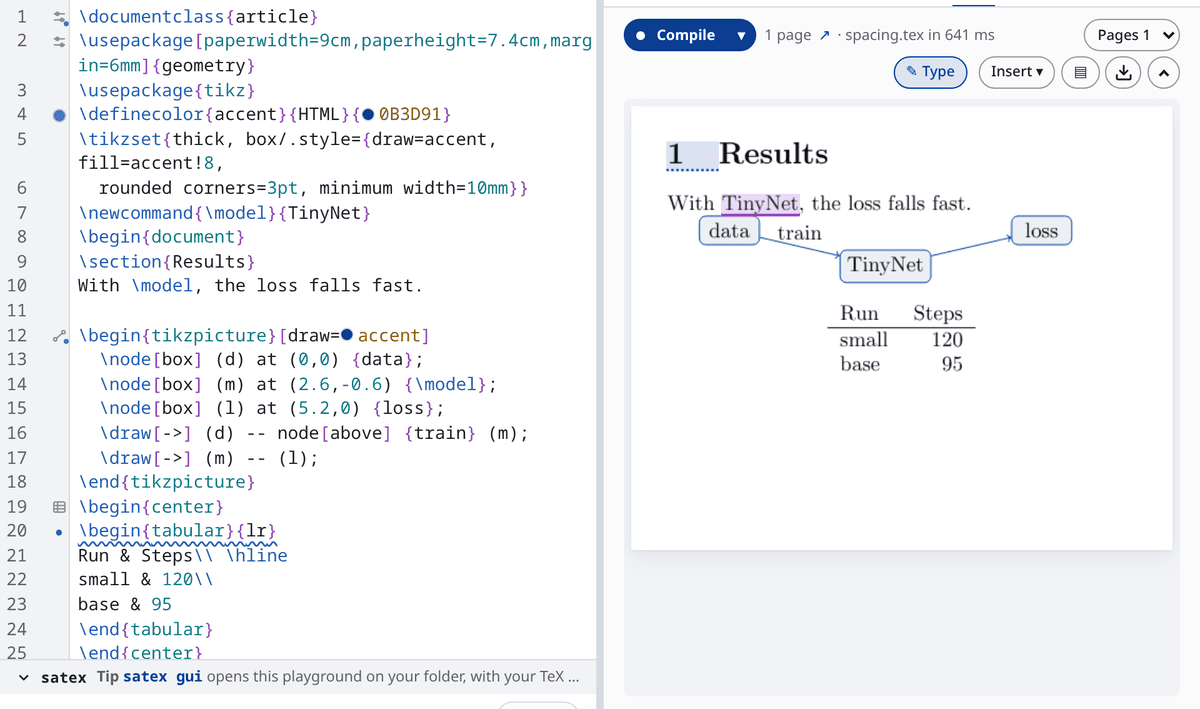 1 \documentclass{article}
2 \usepackage[paperwidth=9cm,paperheight=7.4cm,marg
in=6mm]{geometry}
3 \usepackage{tikz}
4 \definecolor{accent}{HTML}{0B3D91}
5 \tikzset{thick, box/.style={draw=accent,
fill=accent!8,
6 rounded corners=3pt, minimum width=10mm}}
7 \newcommand{\model}{TinyNet}
8 \begin{document}
9 \section{Results}
10 With \model, the loss falls fast.
11
12 \begin{tikzpicture}[draw=accent]
13 \node[box] (d) at (0,0) {data};
14 \node[box] (m) at (2.6,-0.6) {\model};
15 \node[box] (l) at (5.2,0) {loss};
16 \draw[->] (d) -- node[above] {train} (m);
17 \draw[->] (m) -- (l);
18 \end{tikzpicture}
19 \begin{center}
20 \begin{tabular}{lr}
21 Run & Steps\\ \hline
22 small & 120\\
23 base & 95
24 \end{tabular}
25 \end{center}
satex Tip satex gui opens this playground on your folder, with your TeX ...
Compile ▼ 1 page ↗ · spacing.tex in 641 ms Pages 1
✎ Type Insert ▾
1 Results
With TinyNet, the loss falls fast.
data train loss
TinyNet
Run Steps
small 120
base 95